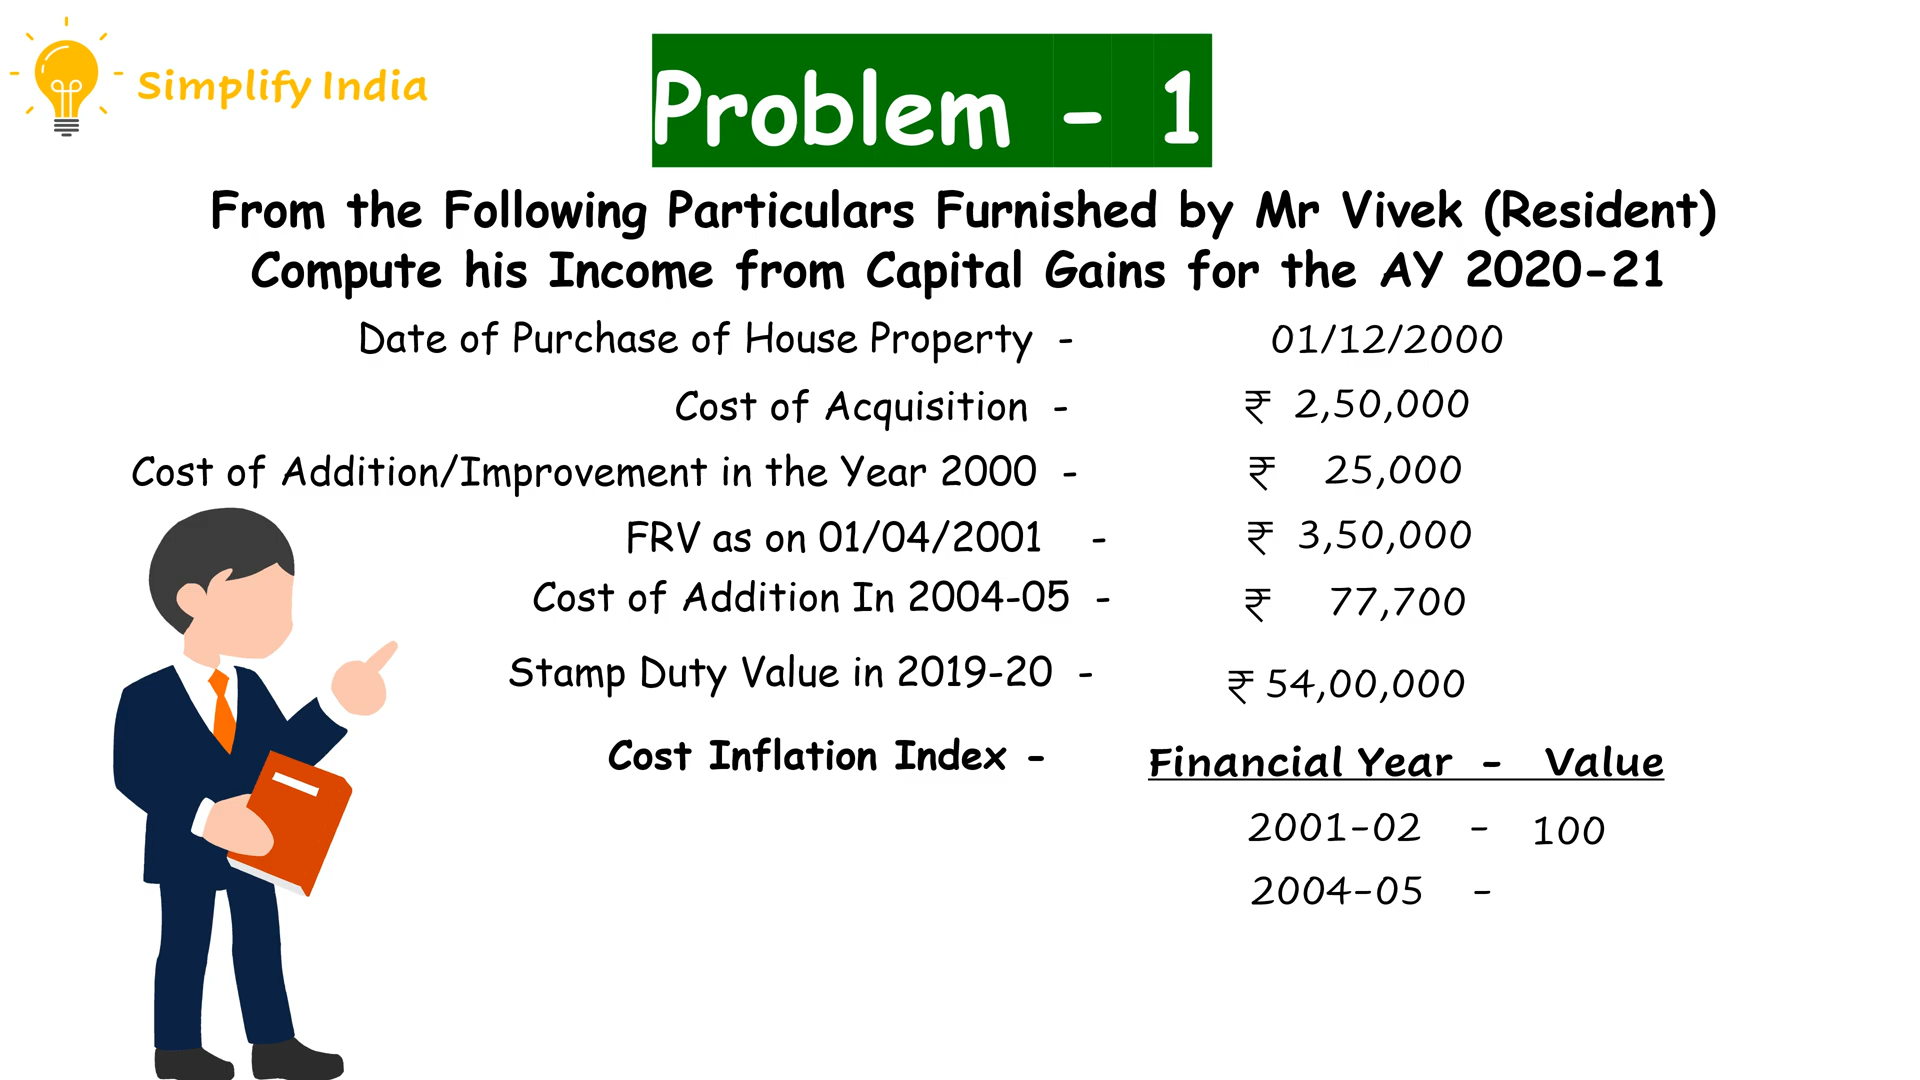 Simplify India
Problem - 1
From the Following Particulars Furnished by Mr Vivek (Resident)
Compute his Income from Capital Gains for the AY 2020-21
Date of Purchase of House Property - 01/12/2000
Cost of Acquisition - ₹ 2,50,000
Cost of Addition/Improvement in the Year 2000 - ₹ 25,000
FRV as on 01/04/2001 - ₹ 3,50,000
Cost of Addition In 2004-05 - ₹ 77,700
Stamp Duty Value in 2019-20 - ₹ 54,00,000
Cost Inflation Index - Financial Year - Value
2001-02 - 100
2004-05 -